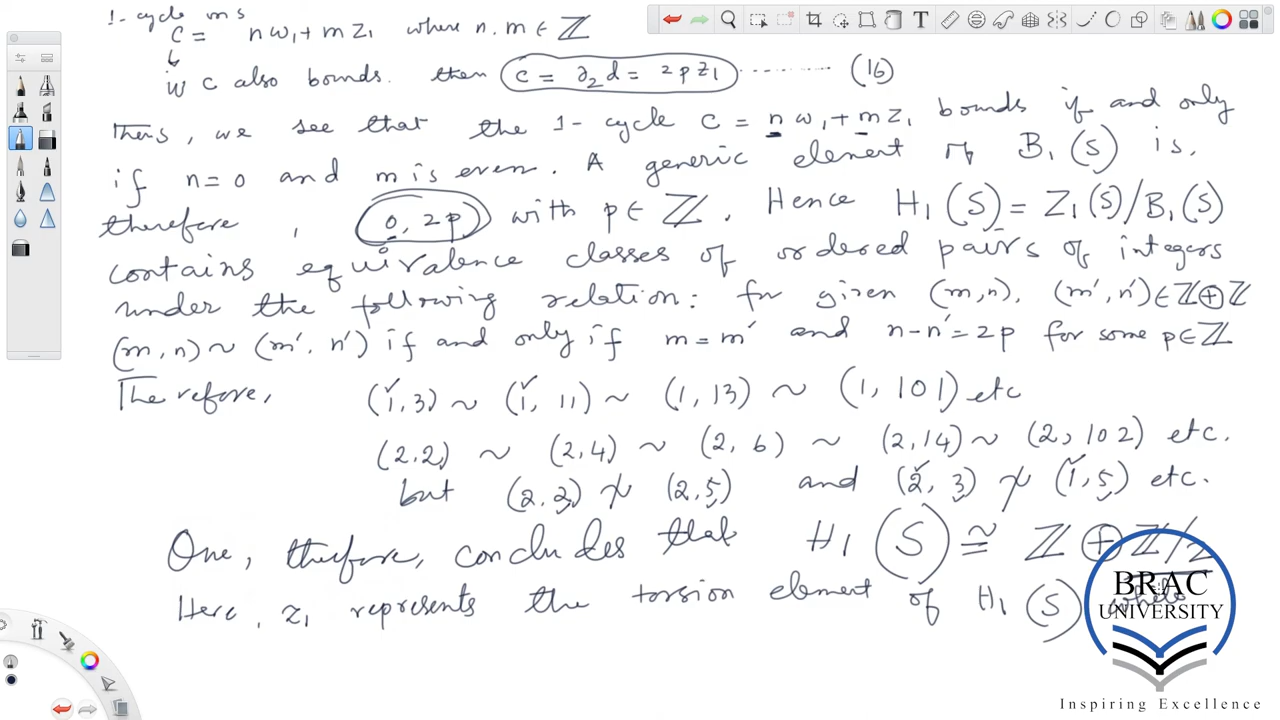 1-cycle in S
C = nw₁ + mz₁ where n, m ∈ ℤ
is c also bounds. then c = ∂₂d = 2pz₁ ........... (16)
Thus, we see that the 1-cycle c = nw₁ + mz₁ bounds if and only
if n=0 and m is even. A generic element of B₁(S) is,
therefore, (0, 2p) with p ∈ ℤ. Hence H₁(S) = Z₁(S)/B₁(S)
contains equivalence classes of ordered pairs of integers
under the following relation: for given (m,n), (m′,n′) ∈ ℤ⊕ℤ
(m,n) ~ (m′, n′) if and only if m = m′ and n-n′ = 2p for some p∈ℤ
Therefore, (1,3) ~ (1, 11) ~ (1, 13) ~ (1, 101) etc
(2,2) ~ (2,4) ~ (2, 6) ~ (2,14) ~ (2, 102) etc.
but (2,2) ≁ (2,5) and (2, 3) ≁ (1,5) etc.
One, therefore, concludes that H₁(S) ≅ ℤ ⊕ ℤ/2
Here, z₁ represents the torsion element of H₁(S) while
BRAC
UNIVERSITY
Inspiring Excellence